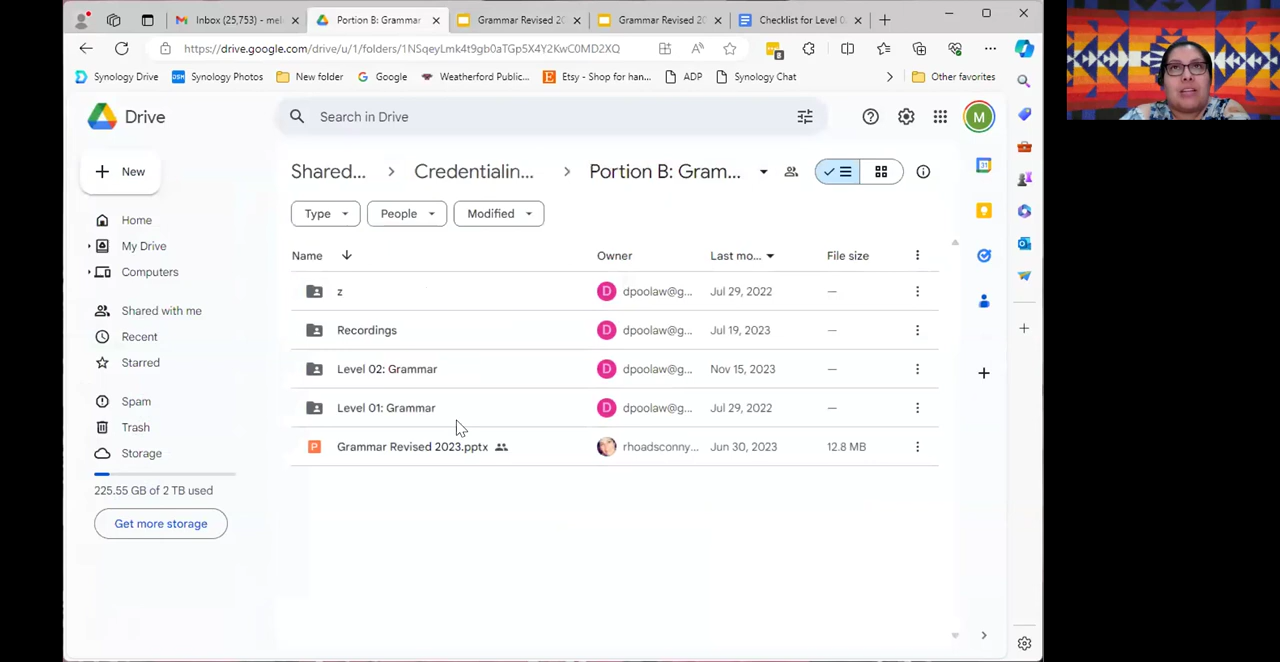 Inbox (25,753) - mel
Portion B: Grammar
Grammar Revised 20
Grammar Revised 20
Checklist for Level 0
https://drive.google.com/drive/u/1/folders/1NSqeyLmk4t9gb0aTGp5X4Y2KwC0MD2XQ
Synology Drive
Synology Photos
New folder
Google
Weatherford Public...
Etsy - Shop for han...
ADP
Synology Chat
Other favorites
Drive
Search in Drive
M
New
Shared... > Credentialin... > Portion B: Gram...
Type People Modified
Home
My Drive
Computers
Shared with me
Recent
Starred
Spam
Trash
Storage
225.55 GB of 2 TB used
Get more storage
Name Owner Last mo... File size
z D dpoolaw@g... Jul 29, 2022 —
Recordings D dpoolaw@g... Jul 19, 2023 —
Level 02: Grammar D dpoolaw@g... Nov 15, 2023 —
Level 01: Grammar D dpoolaw@g... Jul 29, 2022 —
P Grammar Revised 2023.pptx rhoadsconny... Jun 30, 2023 12.8 MB